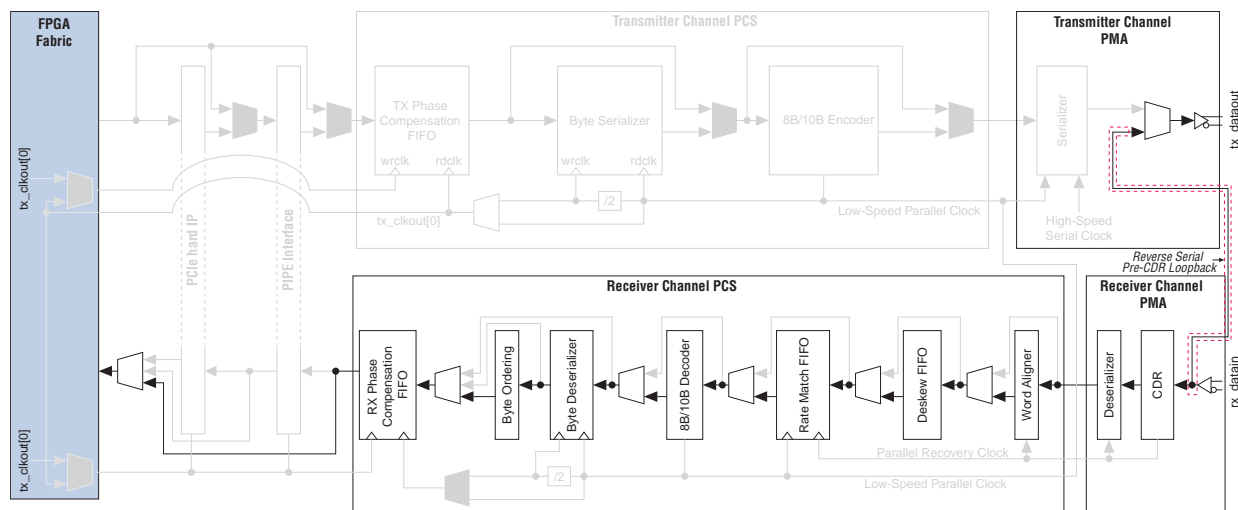 FPGA
Fabric
tx_clkout[0]
tx_clkout[0]
PCIe hard IP
PIPE Interface
Transmitter Channel PCS
TX Phase
Compensation
FIFO
wrclk
rdclk
tx_clkout[0]
Byte Serializer
wrclk
rdclk
/2
8B/10B Encoder
Low-Speed Parallel Clock
Transmitter Channel
PMA
Serializer
High-Speed
Serial Clock
tx_dataout
Reverse Serial
Pre-CDR Loopback
Receiver Channel PCS
RX Phase
Compensation
FIFO
Byte Ordering
Byte Deserializer
8B/10B Decoder
Rate Match FIFO
Deskew FIFO
Word Aligner
Parallel Recovery Clock
/2
Low-Speed Parallel Clock
Receiver Channel
PMA
Deserializer
CDR
rx_datain